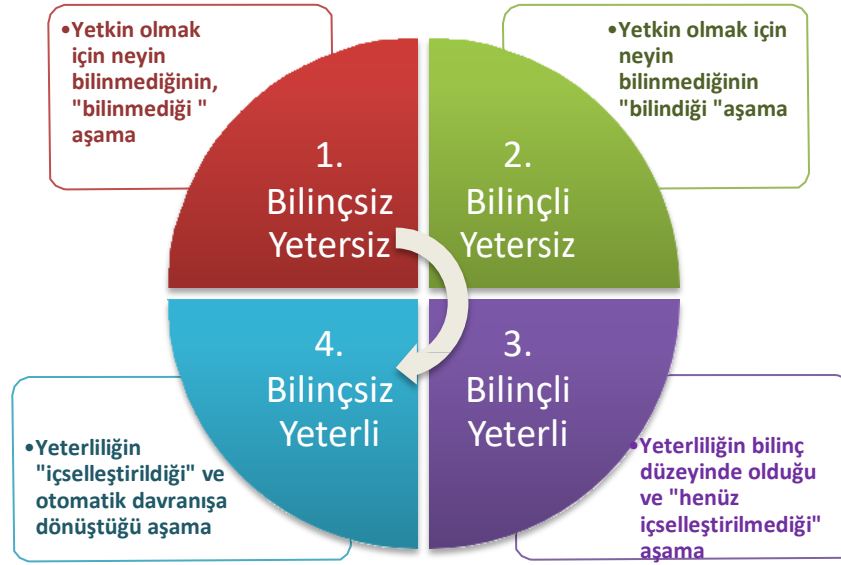 •Yetkin olmak
için neyin
bilinmediğinin,
"bilinmediği "
aşama
1.
Bilinçsiz
Yetersiz
•Yetkin olmak için
neyin
bilinmediğinin
"bilindiği "aşama
2.
Bilinçli
Yetersiz
3.
Bilinçli
Yeterli
•Yeterliliğin bilinç
düzeyinde olduğu
ve "henüz
içselleştirilmediği"
aşama
4.
Bilinçsiz
Yeterli
•Yeterliliğin
"içselleştirildiği" ve
otomatik davranışa
dönüştüğü aşama